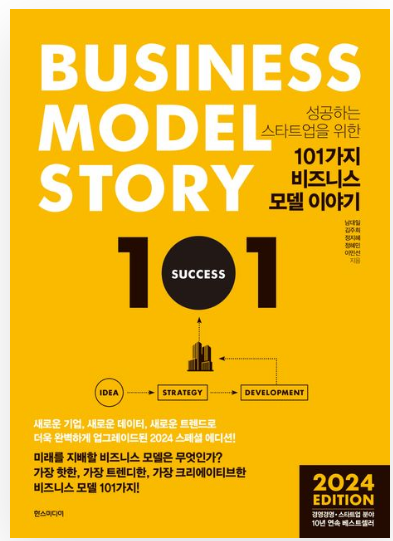 BUSINESS
MODEL
STORY
성공하는
스타트업을 위한
101가지
비즈니스
모델 이야기
남대일
김주희
정지혜
정혜민
이민선
지음
101
SUCCESS
IDEA
STRATEGY
DEVELOPMENT
새로운 기업, 새로운 데이터, 새로운 트렌드로
더욱 완벽하게 업그레이드된 2024 스페셜 에디션!
미래를 지배할 비즈니스 모델은 무엇인가?
가장 핫한, 가장 트렌디한, 가장 크리에이티브한
비즈니스 모델 101가지!
한스미디어
2024
EDITION
경영경제·스타트업 분야
10년 연속 베스트셀러